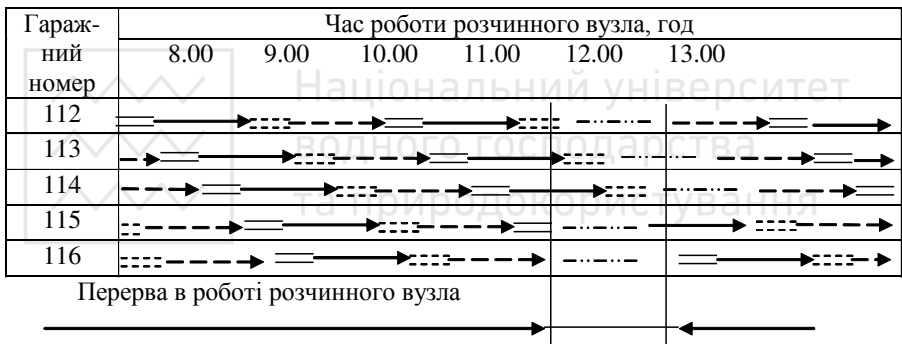 Гараж-
ний
номер
Час роботи розчинного вузла, год
8.00 9.00 10.00 11.00 12.00 13.00
Національний університет
112
водного господарства
113
114
та природокористування
115
116
Перерва в роботі розчинного вузла